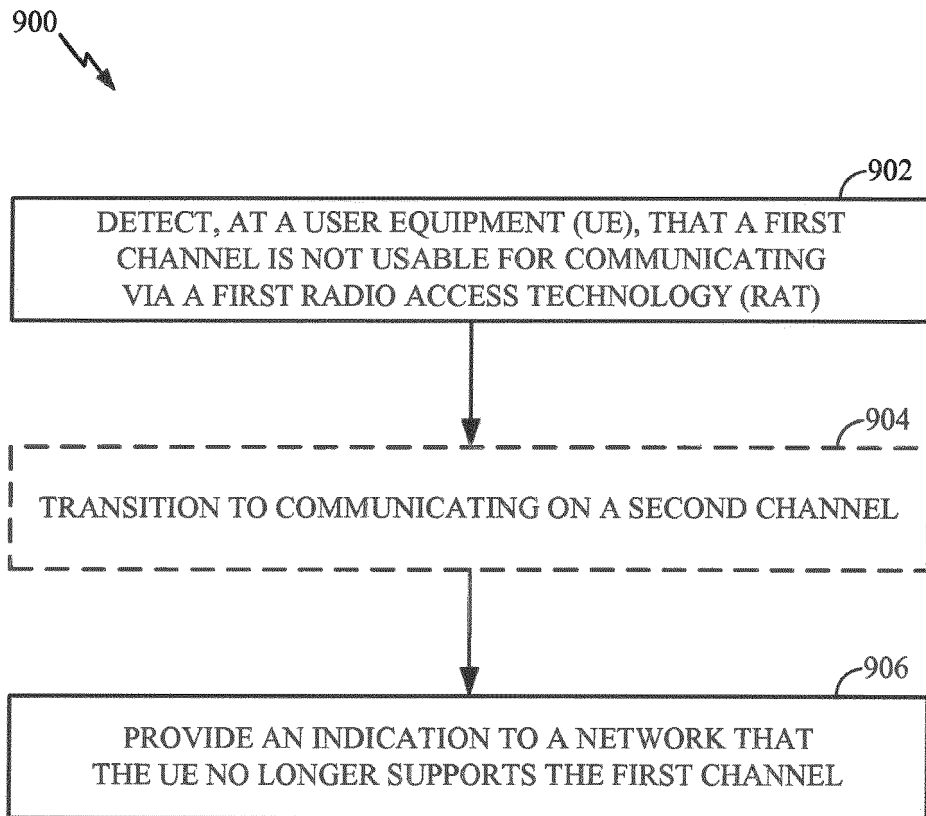 900
902
DETECT, AT A USER EQUIPMENT (UE), THAT A FIRST
CHANNEL IS NOT USABLE FOR COMMUNICATING
VIA A FIRST RADIO ACCESS TECHNOLOGY (RAT)
904
TRANSITION TO COMMUNICATING ON A SECOND CHANNEL
906
PROVIDE AN INDICATION TO A NETWORK THAT
THE UE NO LONGER SUPPORTS THE FIRST CHANNEL